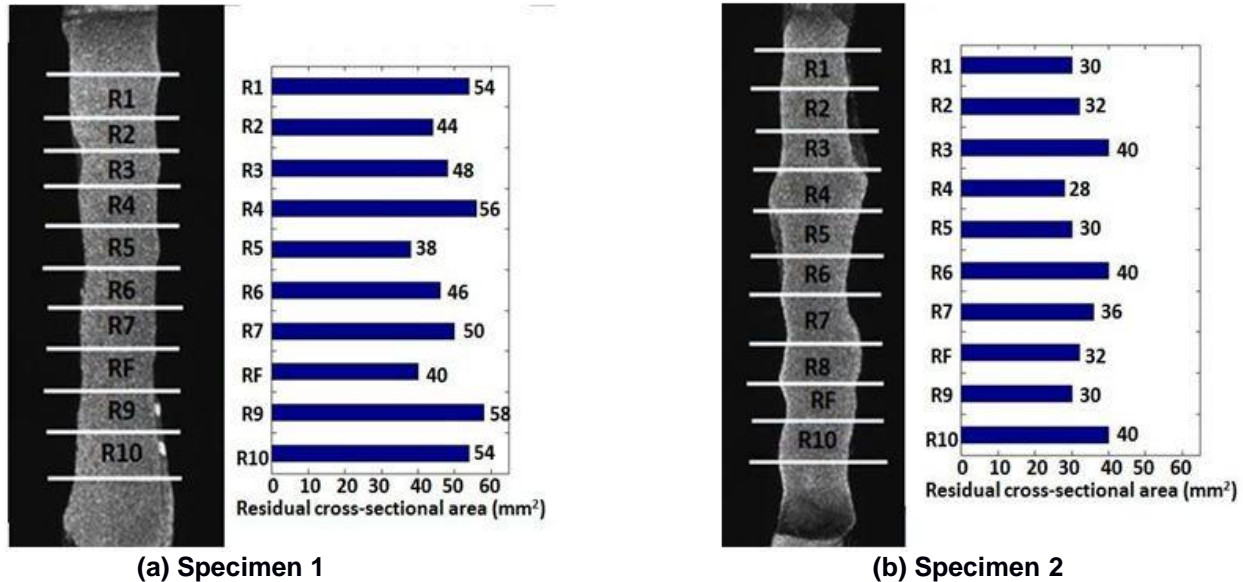 R1
R2
R3
R4
R5
R6
R7
RF
R9
R10
R1 54
R2 44
R3 48
R4 56
R5 38
R6 46
R7 50
RF 40
R9 58
R10 54
0 10 20 30 40 50 60
Residual cross-sectional area (mm²)
(a) Specimen 1
R1
R2
R3
R4
R5
R6
R7
R8
RF
R10
R1 30
R2 32
R3 40
R4 28
R5 30
R6 40
R7 36
RF 32
R9 30
R10 40
0 10 20 30 40 50 60
Residual cross-sectional area (mm²)
(b) Specimen 2